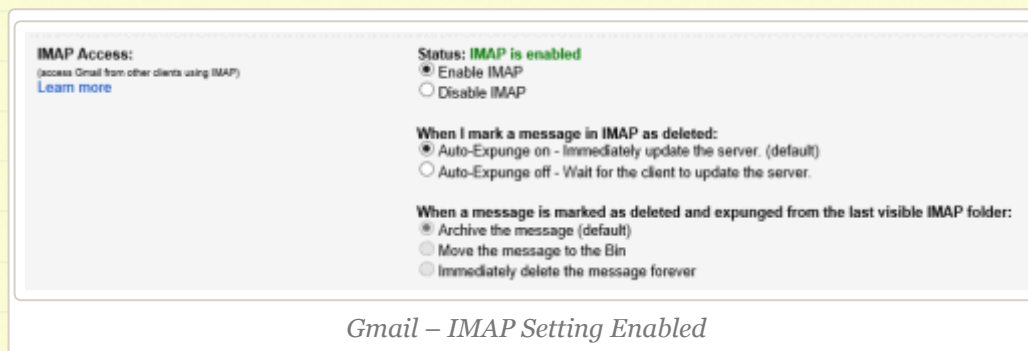 IMAP Access:
(access Gmail from other clients using IMAP)
Learn more
Status: IMAP is enabled
Enable IMAP
Disable IMAP
When I mark a message in IMAP as deleted:
Auto-Expunge on - Immediately update the server. (default)
Auto-Expunge off - Wait for the client to update the server.
When a message is marked as deleted and expunged from the last visible IMAP folder:
Archive the message (default)
Move the message to the Bin
Immediately delete the message forever
Gmail – IMAP Setting Enabled